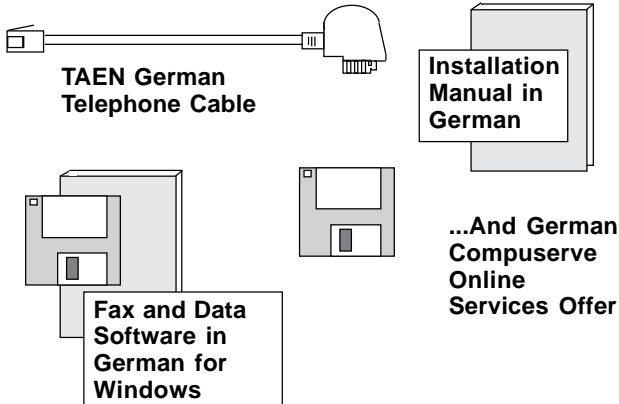 TAEN German
Telephone Cable
Installation
Manual in
German
Fax and Data
Software in
German for
Windows
...And German
Compuserve
Online
Services Offer